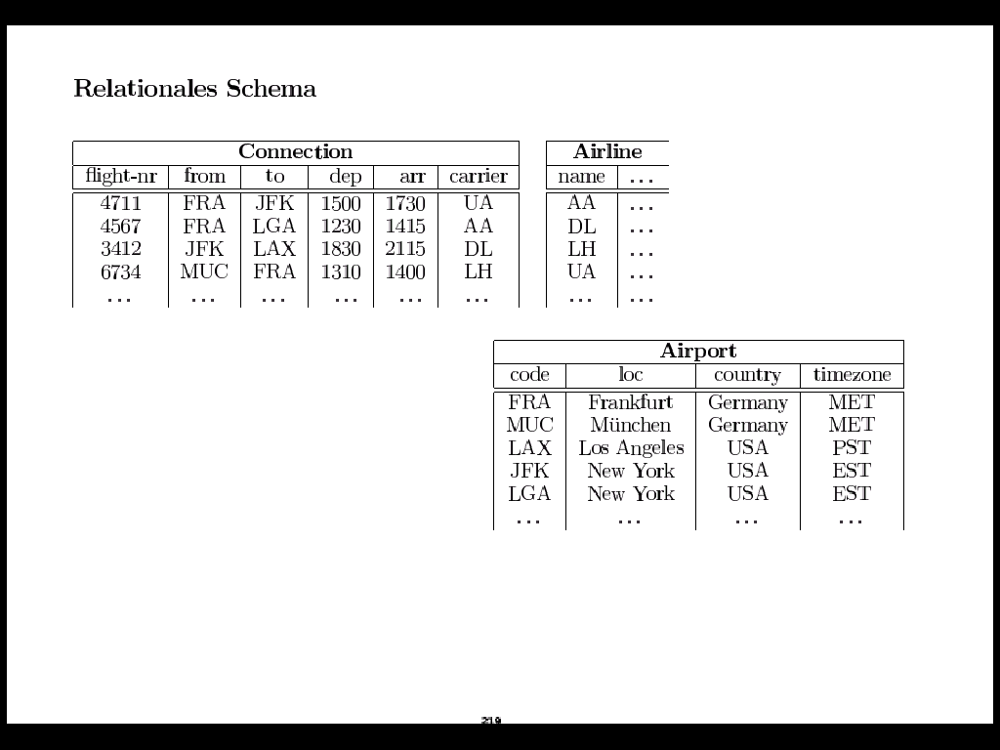 Relationales Schema
Connection
flight-nr from to dep arr carrier
4711 FRA JFK 1500 1730 UA
4567 FRA LGA 1230 1415 AA
3412 JFK LAX 1830 2115 DL
6734 MUC FRA 1310 1400 LH
... ... ... ... ... ...
Airline
name ...
AA ...
DL ...
LH ...
UA ...
... ...
Airport
code loc country timezone
FRA Frankfurt Germany MET
MUC München Germany MET
LAX Los Angeles USA PST
JFK New York USA EST
LGA New York USA EST
... ... ... ...